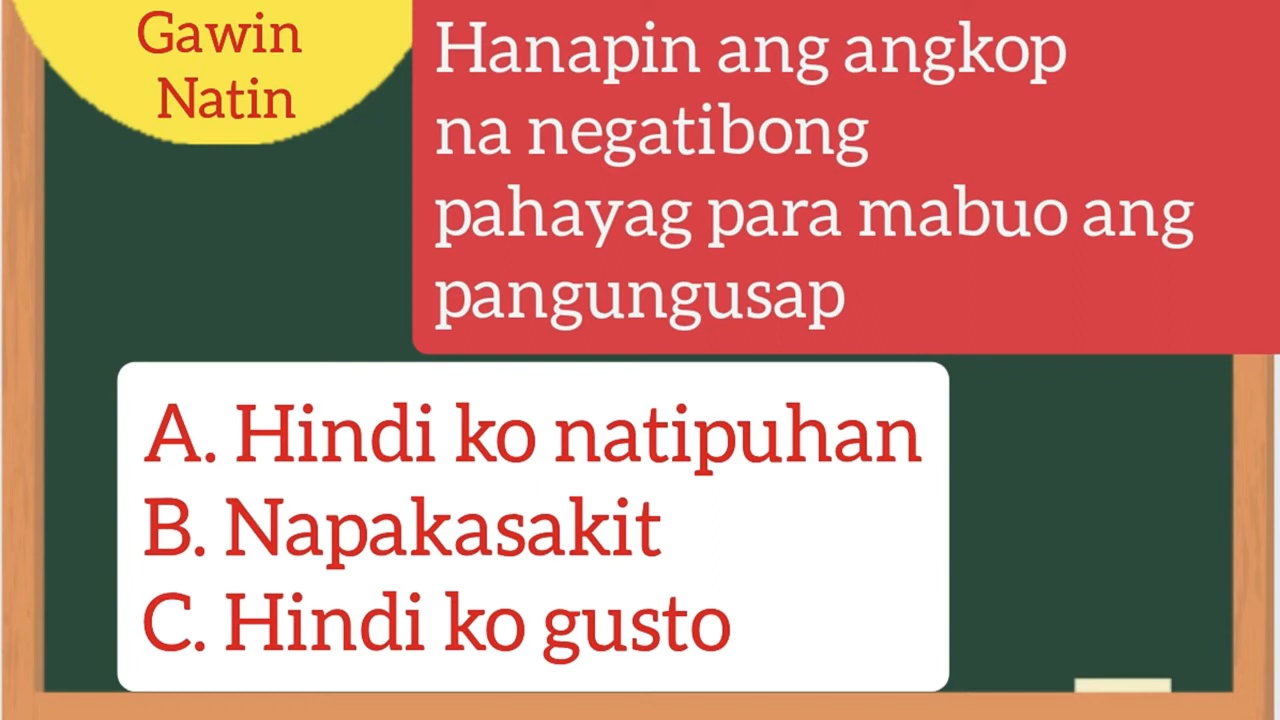 Gawin
Natin
Hanapin ang angkop
na negatibong
pahayag para mabuo ang
pangungusap
A. Hindi ko natipuhan
B. Napakasakit
C. Hindi ko gusto